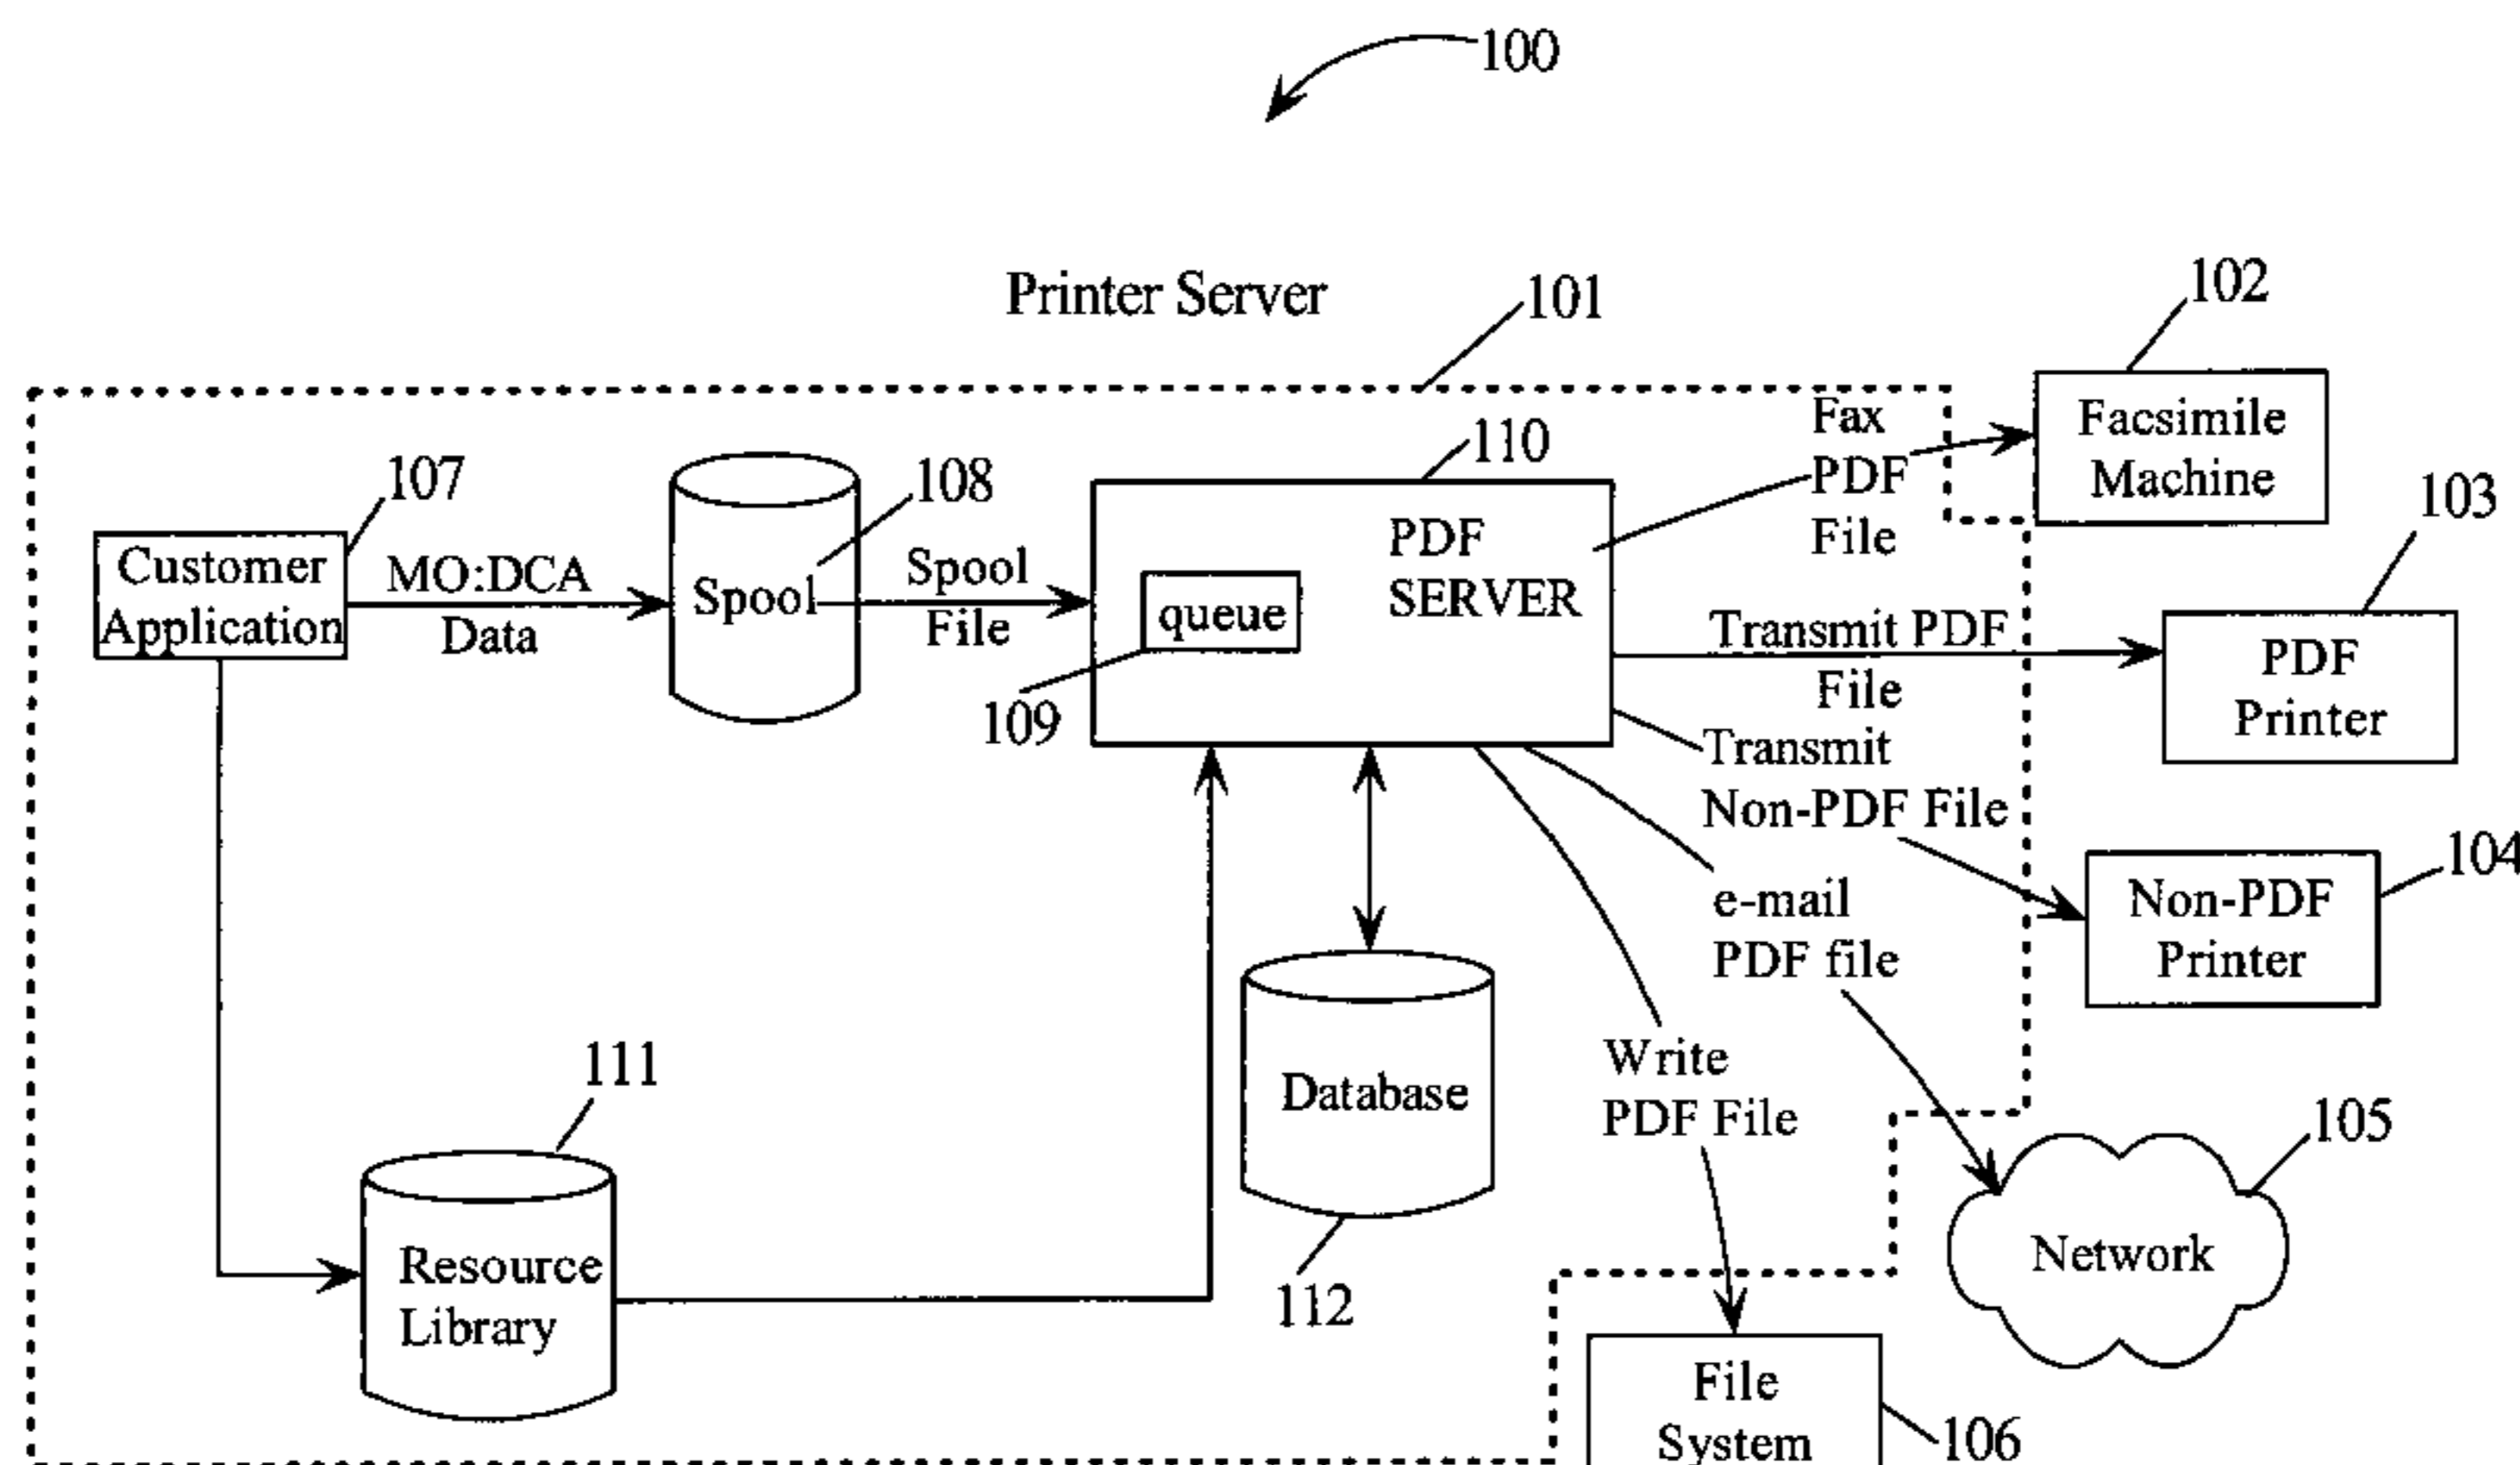 100
Printer Server
101
102
Facsimile
Machine
103
PDF
Printer
104
Non-PDF
Printer
105
Network
File
System
106
107
Customer
Application
MO:DCA
Data
108
Spool
Spool
File
110
PDF
SERVER
queue
109
Fax
PDF
File
Transmit PDF
File
Transmit
Non-PDF File
e-mail
PDF file
Write
PDF File
Database
112
111
Resource
Library